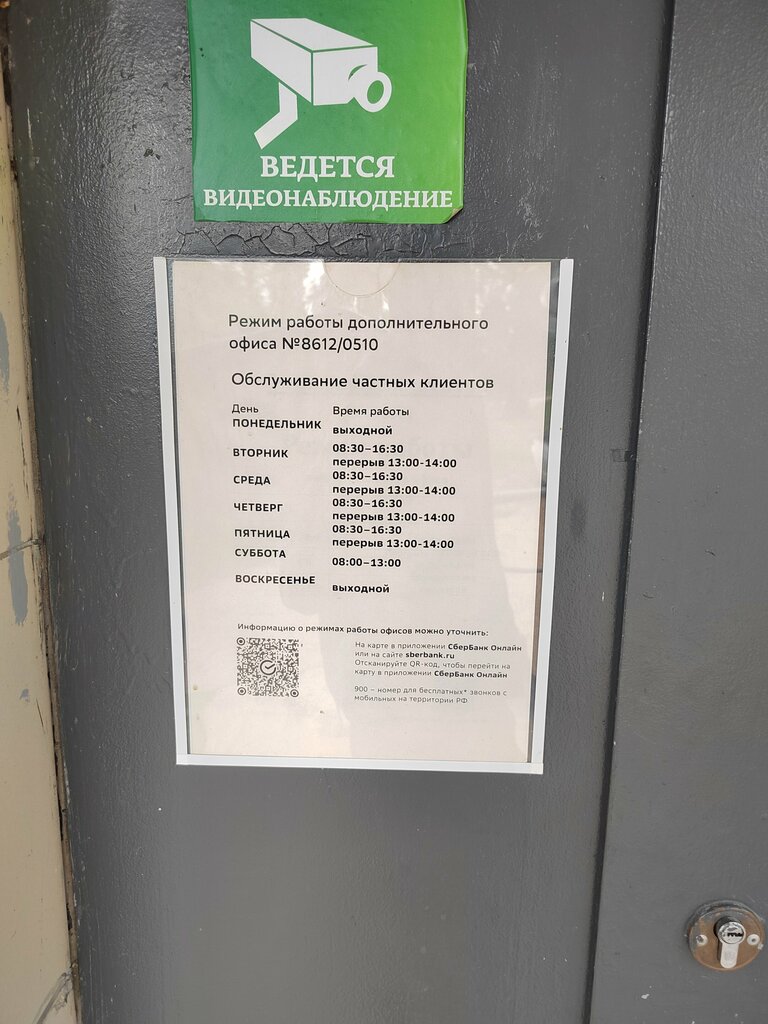 ВЕДЕТСЯ
ВИДЕОНАБЛЮДЕНИЕ
Режим работы дополнительного
офиса №8612/0510
Обслуживание частных клиентов
День Время работы
ПОНЕДЕЛЬНИК выходной
ВТОРНИК 08:30–16:30
перерыв 13:00-14:00
СРЕДА 08:30–16:30
перерыв 13:00-14:00
ЧЕТВЕРГ 08:30–16:30
перерыв 13:00-14:00
ПЯТНИЦА 08:30–16:30
перерыв 13:00-14:00
СУББОТА 08:00–13:00
ВОСКРЕСЕНЬЕ выходной
Информацию о режимах работы офисов можно уточнить:
На карте в приложении СберБанк Онлайн
или на сайте sberbank.ru
Отсканируйте QR-код, чтобы перейти на
карту в приложении СберБанк Онлайн
900 – номер для бесплатных* звонков с
мобильных на территории РФ